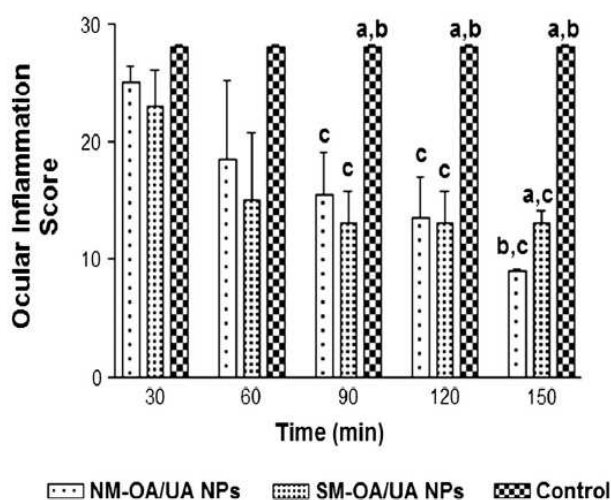 30
20
10
0
Ocular Inflammation
Score
a,b a,b a,b
c c c c a,c
b,c
30 60 90 120 150
Time (min)
NM-OA/UA NPs SM-OA/UA NPs Control